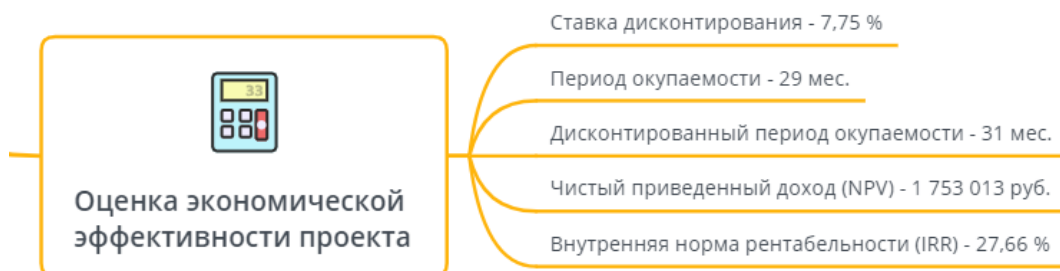 33
Оценка экономической
эффективности проекта
Ставка дисконтирования - 7,75 %
Период окупаемости - 29 мес.
Дисконтированный период окупаемости - 31 мес.
Чистый приведенный доход (NPV) - 1 753 013 руб.
Внутренняя норма рентабельности (IRR) - 27,66 %